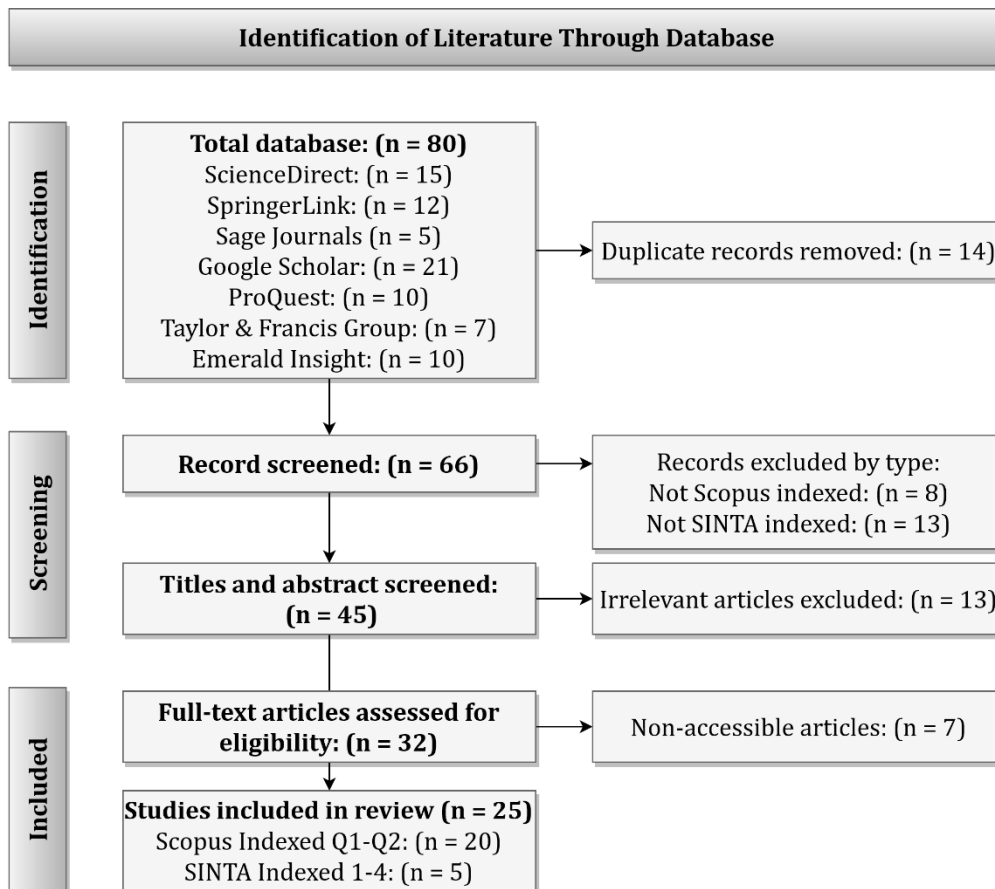 Identification of Literature Through Database
Identification
Total database: (n = 80)
ScienceDirect: (n = 15)
SpringerLink: (n = 12)
Sage Journals (n = 5)
Google Scholar: (n = 21)
ProQuest: (n = 10)
Taylor & Francis Group: (n = 7)
Emerald Insight: (n = 10)
Duplicate records removed: (n = 14)
Screening
Record screened: (n = 66)
Records excluded by type:
Not Scopus indexed: (n = 8)
Not SINTA indexed: (n = 13)
Titles and abstract screened:
(n = 45)
Irrelevant articles excluded: (n = 13)
Included
Full-text articles assessed for
eligibility: (n = 32)
Non-accessible articles: (n = 7)
Studies included in review (n = 25)
Scopus Indexed Q1-Q2: (n = 20)
SINTA Indexed 1-4: (n = 5)